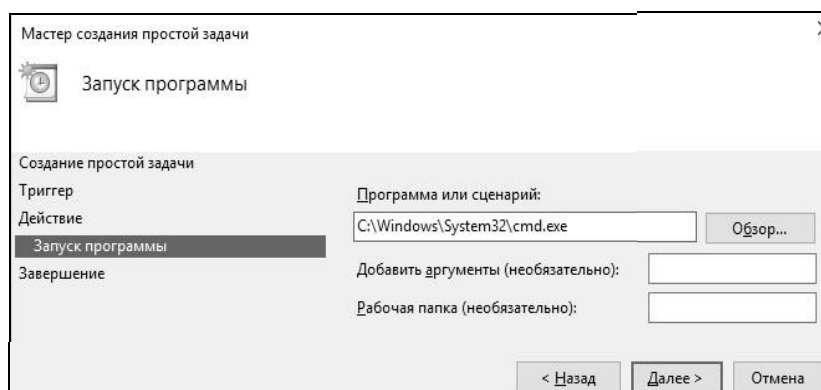 Мастер создания простой задачи
Запуск программы
Создание простой задачи
Триггер
Действие
Запуск программы
Завершение
Программа или сценарий:
C:\Windows\System32\cmd.exe
Обзор...
Добавить аргументы (необязательно):
Рабочая папка (необязательно):
< Назад
Далее >
Отмена